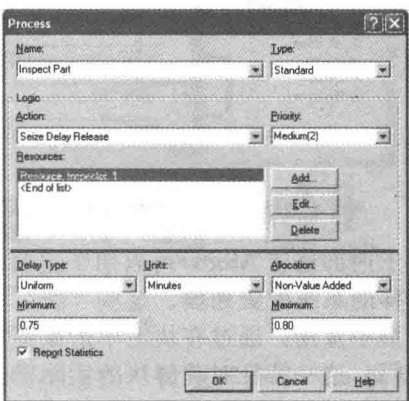 Process
Name:
Type:
Inspect Part
Standard
Logic
Action:
Priority:
Seize Delay Release
Medium(2)
Resources:
Resource, Inspector, 1
<End of list>
Add...
Edit...
Delete
Delay Type:
Units:
Allocation:
Uniform
Minutes
Non-Value Added
Minimum:
Maximum:
0.75
0.80
Report Statistics
OK
Cancel
Help